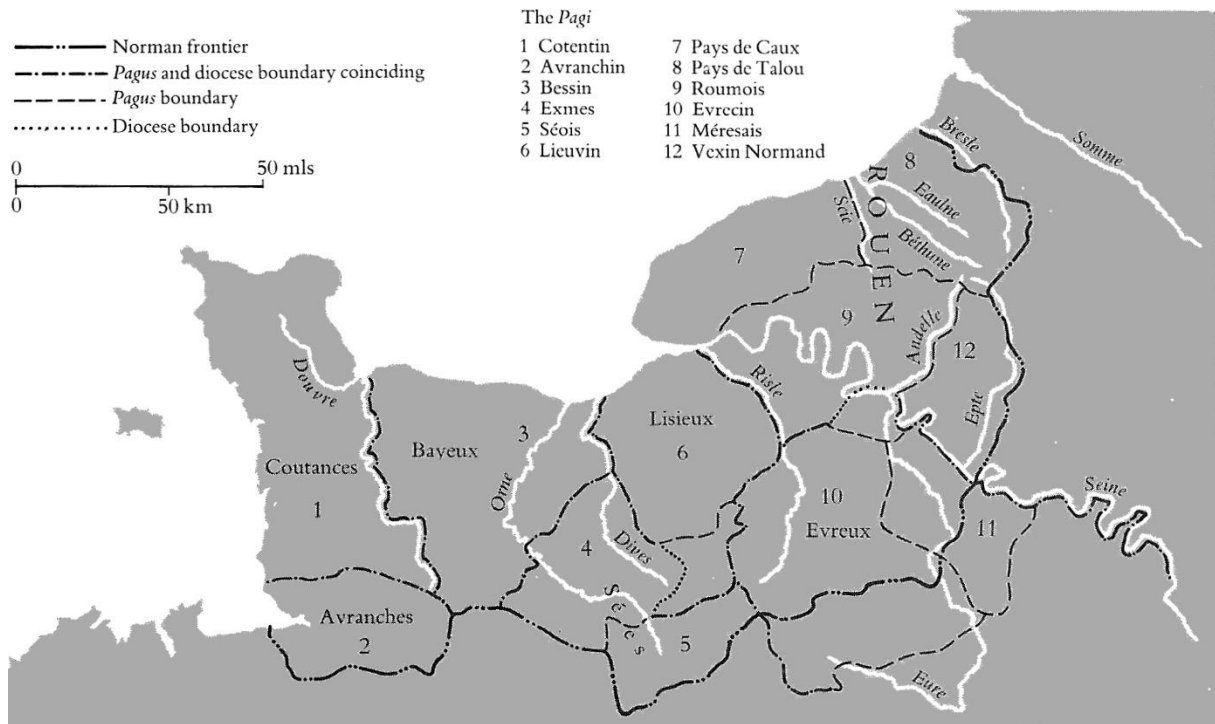 Norman frontier
Pagus and diocese boundary coinciding
Pagus boundary
Diocese boundary
0 50 mls
0 50 km
The Pagi
1 Cotentin
2 Avranchin
3 Bessin
4 Exmes
5 Séois
6 Lieuvin
7 Pays de Caux
8 Pays de Talou
9 Roumois
10 Evrecin
11 Méresais
12 Vexin Normand
Somme
Bresle
8
Eaulne
Scie
ROUEN
Béthune
7
9
Andelle
12
Douvre
Risle
Epte
Lisieux
6
3
Bayeux
Orne
Coutances
1
Seine
10
Evreux
11
4
Dives
Sées
Avranches
2
5
Eure